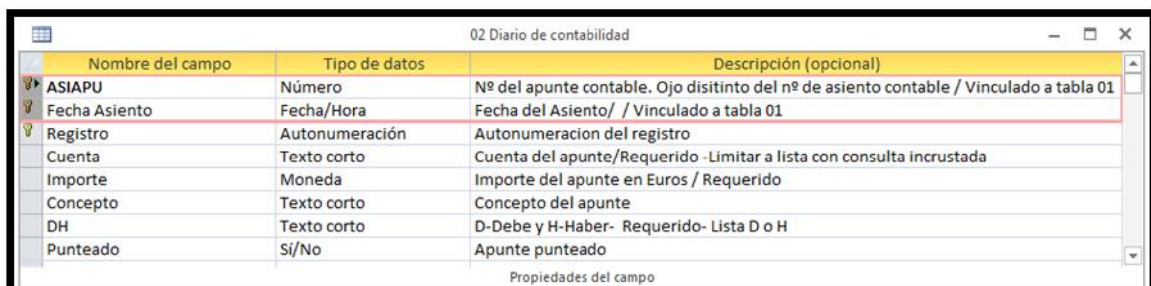 02 Diario de contabilidad
Nombre del campo Tipo de datos Descripción (opcional)
ASIAPU Número Nº del apunte contable. Ojo disitinto del nº de asiento contable / Vinculado a tabla 01
Fecha Asiento Fecha/Hora Fecha del Asiento/ / Vinculado a tabla 01
Registro Autonumeración Autonumeracion del registro
Cuenta Texto corto Cuenta del apunte/Requerido -Limitar a lista con consulta incrustada
Importe Moneda Importe del apunte en Euros / Requerido
Concepto Texto corto Concepto del apunte
DH Texto corto D-Debe y H-Haber- Requerido- Lista D o H
Punteado Sí/No Apunte punteado
Propiedades del campo